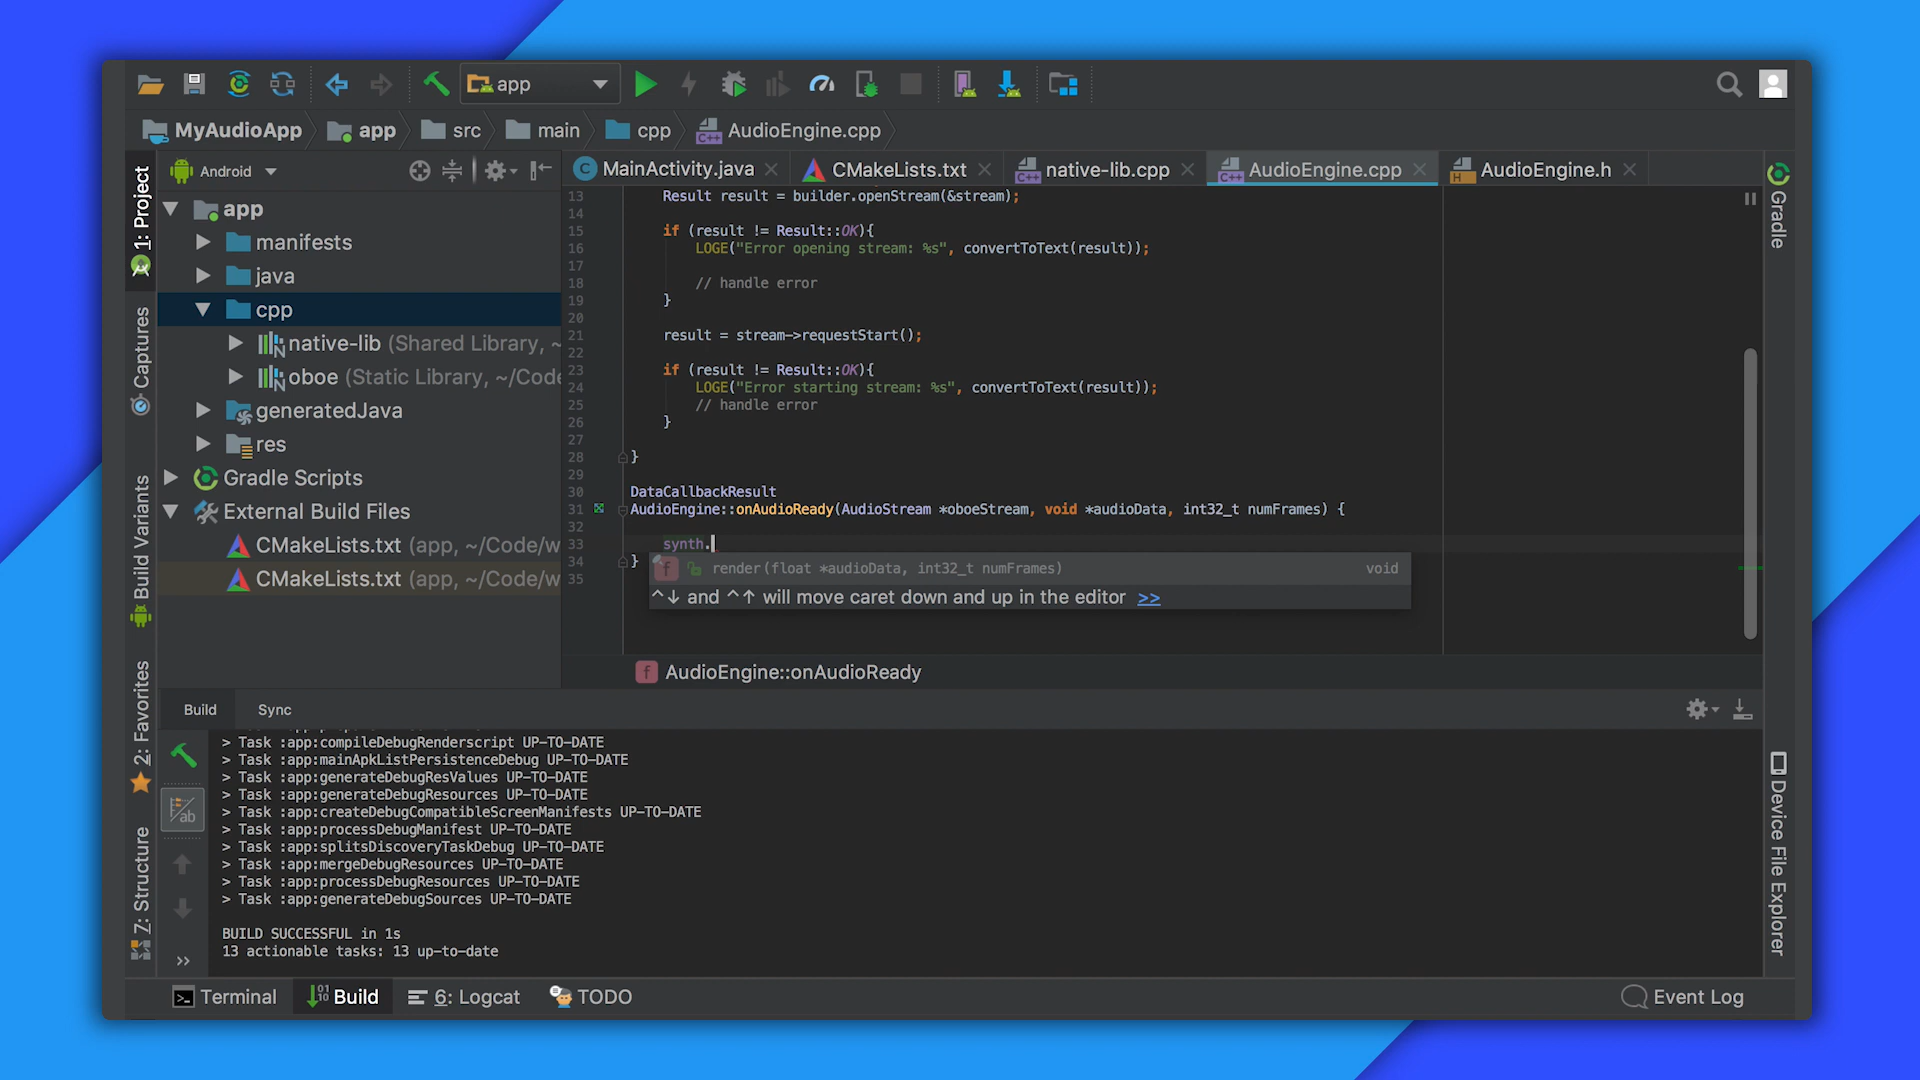 app
MyAudioApp app src main cpp AudioEngine.cpp
1: Project
Captures
Build Variants
2: Favorites
Z: Structure
Android
app
manifests
java
cpp
native-lib (Shared Library, ~
oboe (Static Library, ~/Code
generatedJava
res
Gradle Scripts
External Build Files
CMakeLists.txt (app, ~/Code/w
CMakeLists.txt (app, ~/Code/w
MainActivity.java CMakeLists.txt native-lib.cpp AudioEngine.cpp AudioEngine.h
13 Result result = builder.openStream(&stream);
14
15 if (result != Result::OK){
16 LOGE("Error opening stream: %s", convertToText(result));
17
18 // handle error
19 }
20
21 result = stream->requestStart();
22
23 if (result != Result::OK){
24 LOGE("Error starting stream: %s", convertToText(result));
25 // handle error
26 }
27
28 }
29
30 DataCallbackResult
31 AudioEngine::onAudioReady(AudioStream *oboeStream, void *audioData, int32_t numFrames) {
32
33 synth.
34 }
35
f render(float *audioData, int32_t numFrames) void
^↓ and ^↑ will move caret down and up in the editor >>
f AudioEngine::onAudioReady
Gradle
Device File Explorer
Build Sync
> Task :app:compileDebugRenderscript UP-TO-DATE
> Task :app:mainApkListPersistenceDebug UP-TO-DATE
> Task :app:generateDebugResValues UP-TO-DATE
> Task :app:generateDebugResources UP-TO-DATE
> Task :app:createDebugCompatibleScreenManifests UP-TO-DATE
> Task :app:processDebugManifest UP-TO-DATE
> Task :app:splitsDiscoveryTaskDebug UP-TO-DATE
> Task :app:mergeDebugResources UP-TO-DATE
> Task :app:processDebugResources UP-TO-DATE
> Task :app:generateDebugSources UP-TO-DATE
BUILD SUCCESSFUL in 1s
13 actionable tasks: 13 up-to-date
Terminal Build 6: Logcat TODO Event Log